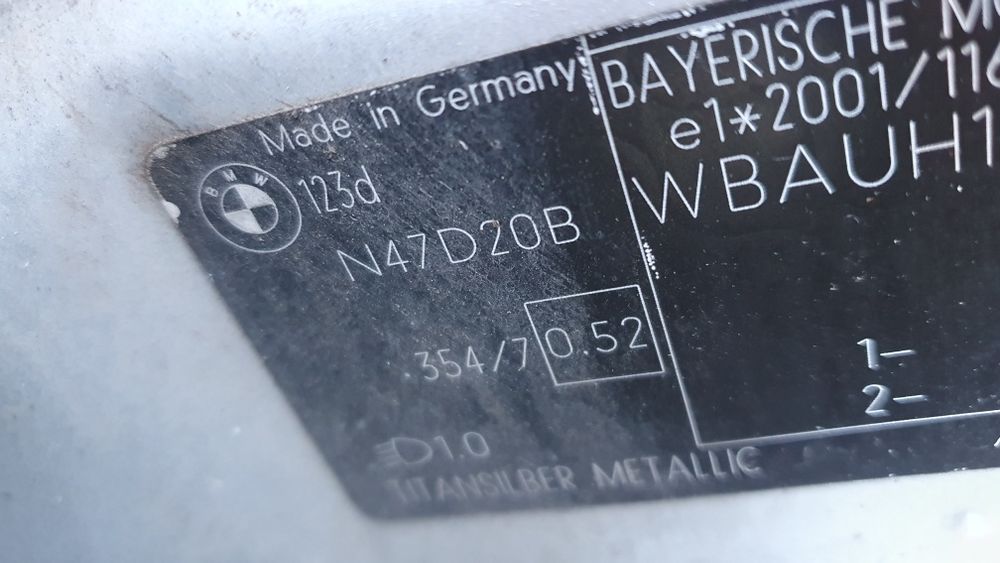 Made in Germany
BMW
123d
N47D20B
354/7 0.52
1.0
TITANSILBER METALLIC
BAYERISCHE
e1*2001/116
WBAUH1
1-
2-